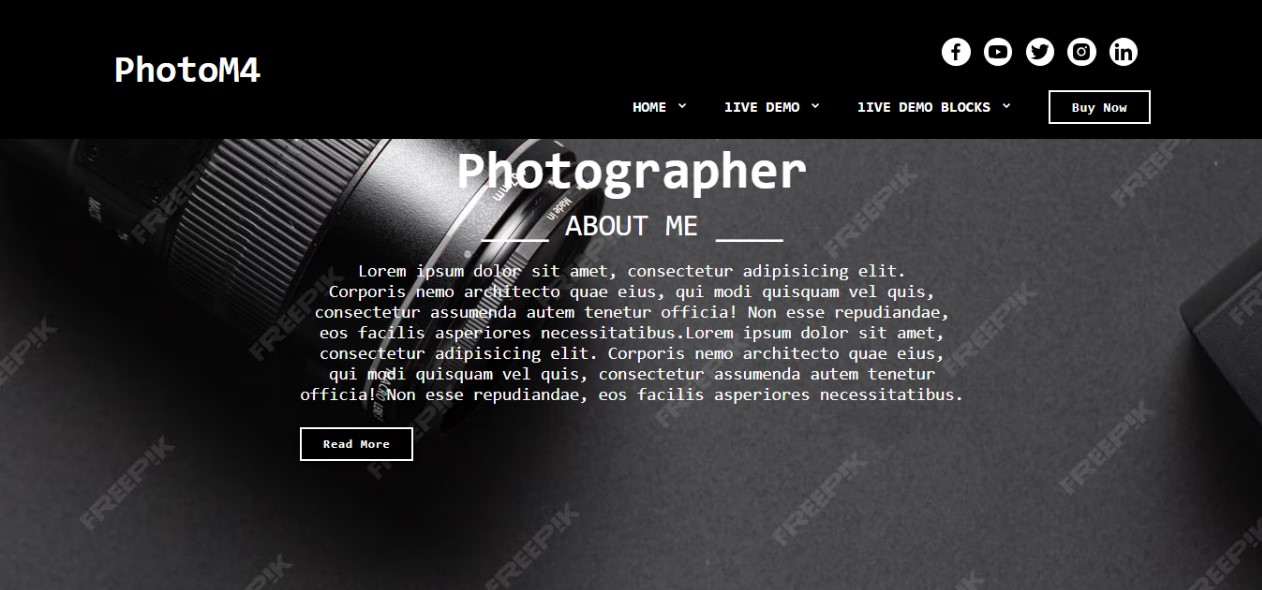 PhotoM4
HOME
1IVE DEMO
1IVE DEMO BLOCKS
Buy Now
Photographer
ABOUT ME
Lorem ipsum dolor sit amet, consectetur adipisicing elit.
Corporis nemo architecto quae eius, qui modi quisquam vel quis,
consectetur assumenda autem tenetur officia! Non esse repudiandae,
eos facilis asperiores necessitatibus.Lorem ipsum dolor sit amet,
consectetur adipisicing elit. Corporis nemo architecto quae eius,
qui modi quisquam vel quis, consectetur assumenda autem tenetur
officia! Non esse repudiandae, eos facilis asperiores necessitatibus.
Read More
Made in
FREEPIK
FREEPIK
FREEPIK
FREEPIK
FREEPIK
FREEPIK
FREEPIK
FREEPIK
FREEPIK
FREEPIK